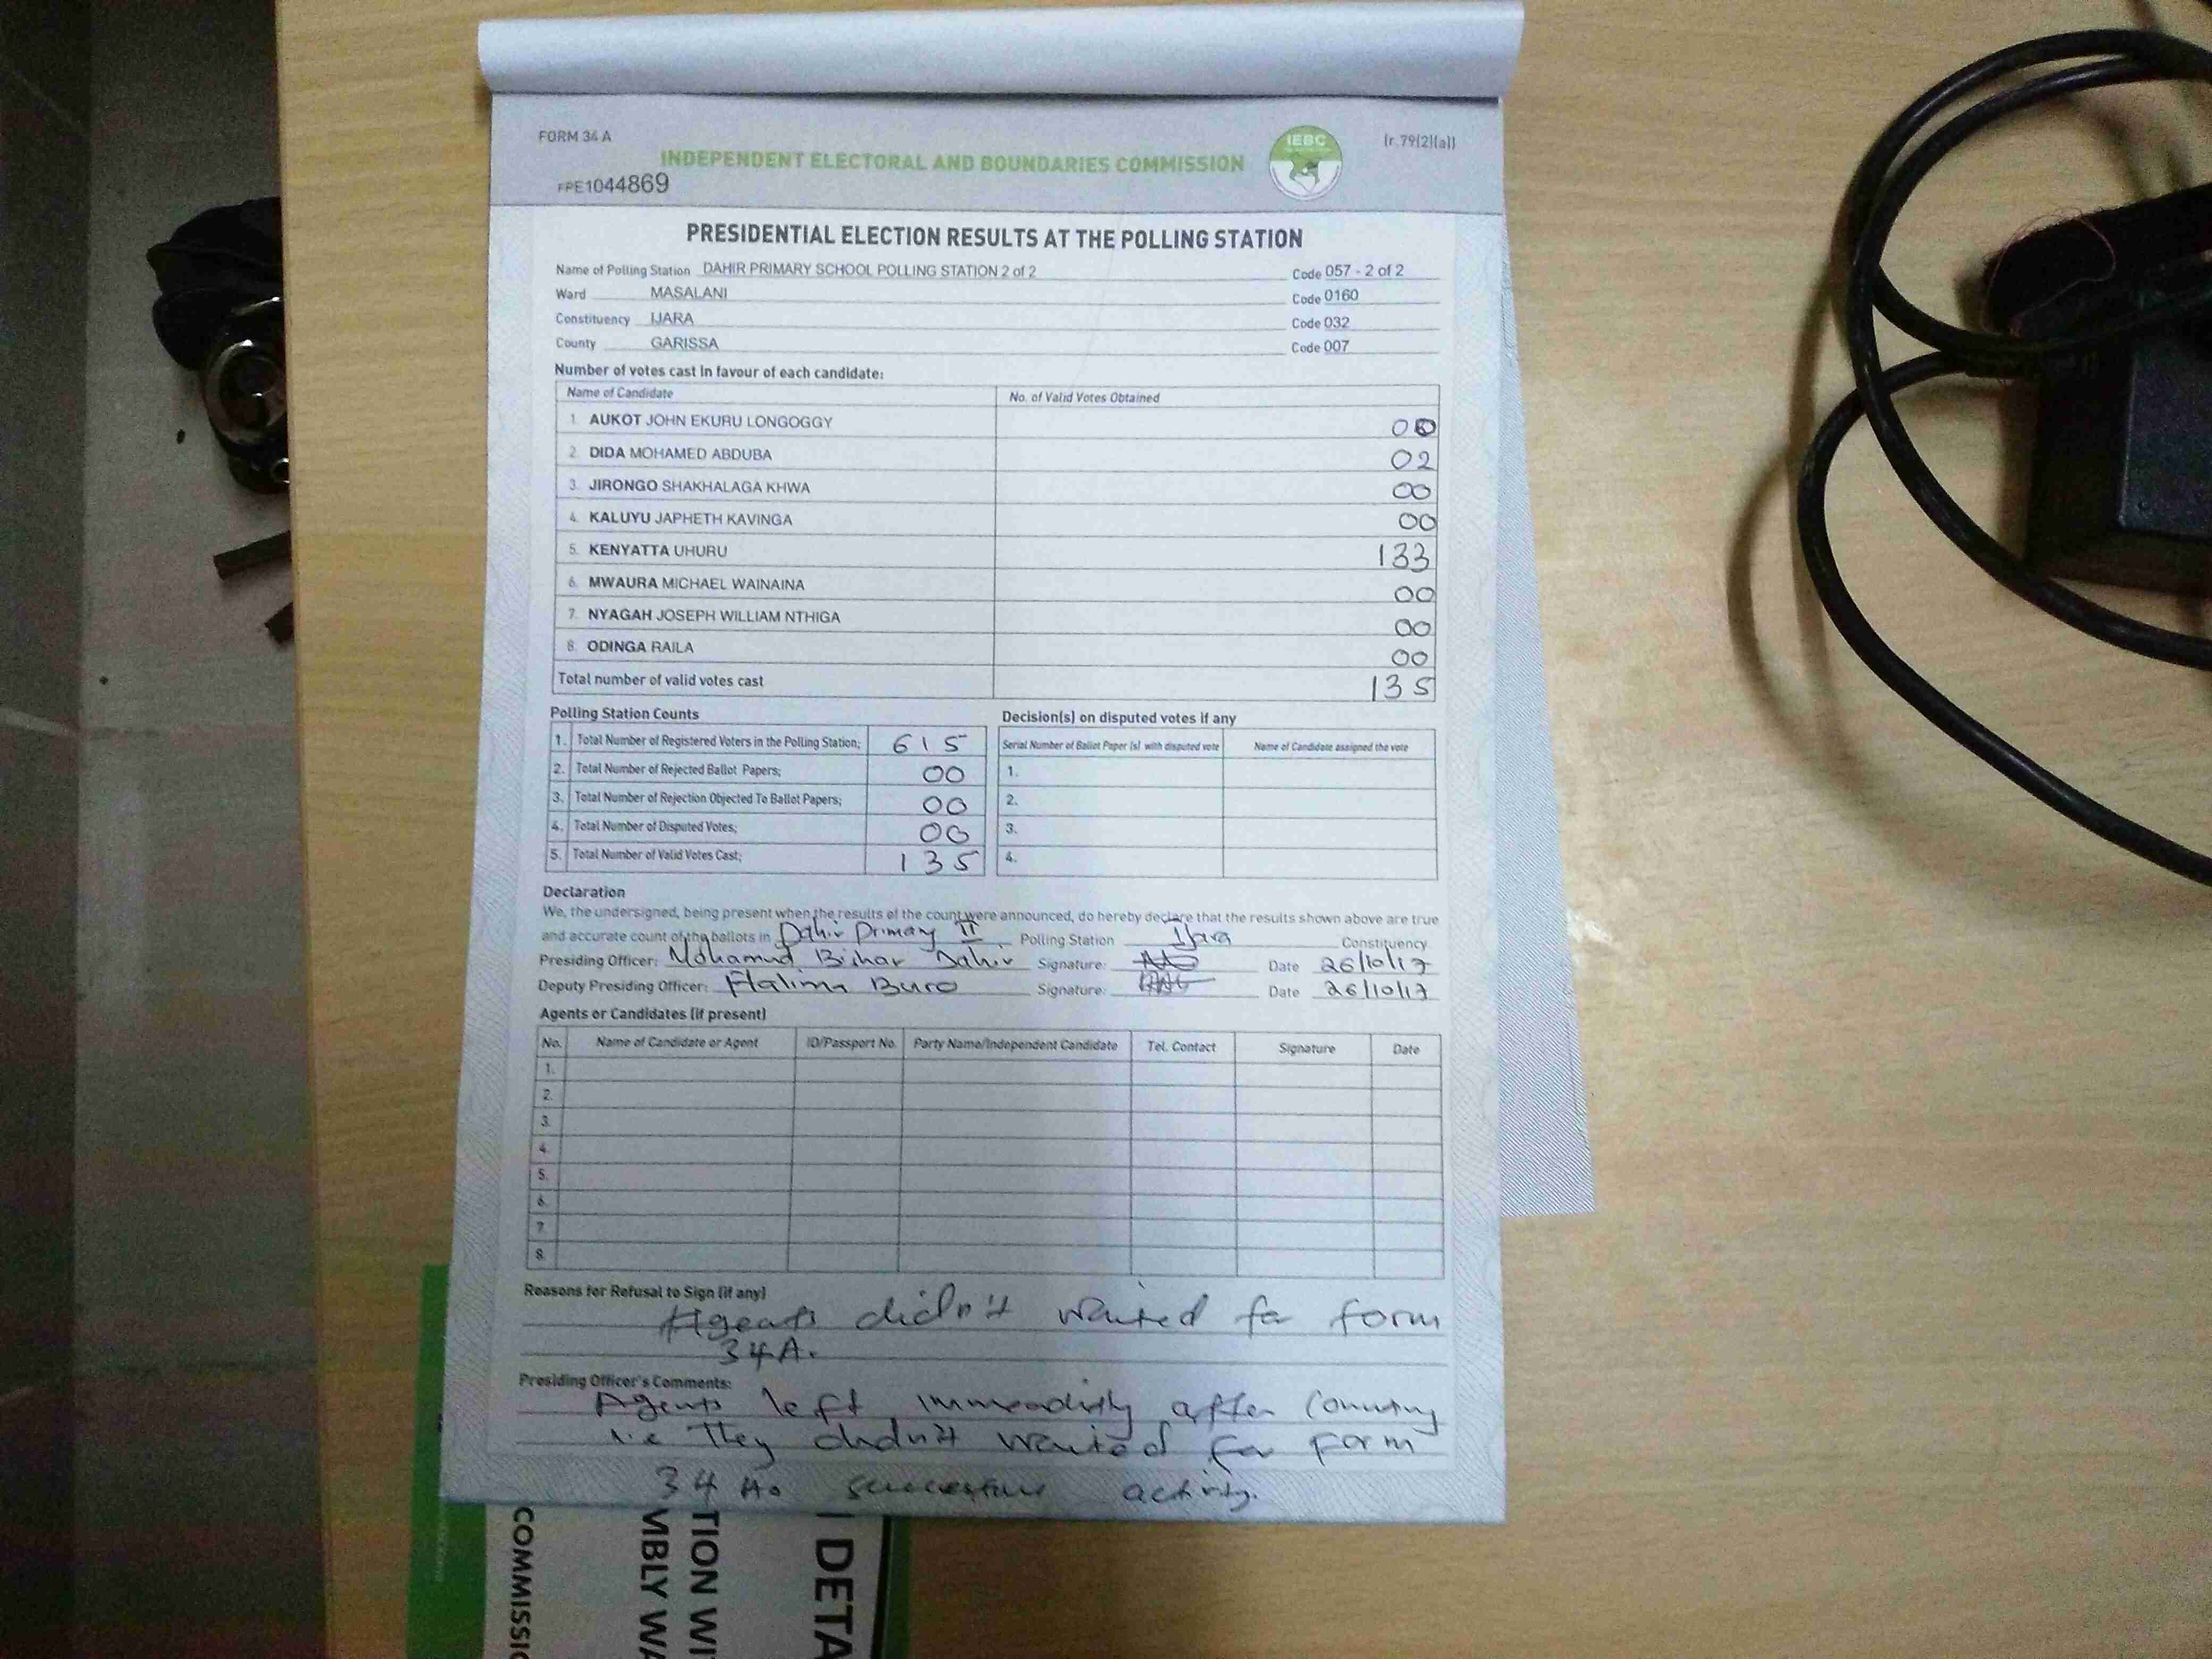 FORM 34 A
(r.79(2)(a))
INDEPENDENT ELECTORAL AND BOUNDARIES COMMISSION
IEBC
FPE1044869
PRESIDENTIAL ELECTION RESULTS AT THE POLLING STATION
Name of Polling Station DAHIR PRIMARY SCHOOL POLLING STATION 2 of 2 Code 057 - 2 of 2
Ward MASALANI Code 0160
Constituency IJARA Code 032
County GARISSA Code 007
Number of votes cast in favour of each candidate:
Name of Candidate No. of Valid Votes Obtained
1. AUKOT JOHN EKURU LONGOGGY 00
2. DIDA MOHAMED ABDUBA 02
3. JIRONGO SHAKHALAGA KHWA 00
4. KALUYU JAPHETH KAVINGA 00
5. KENYATTA UHURU 133
6. MWAURA MICHAEL WAINAINA 00
7. NYAGAH JOSEPH WILLIAM NTHIGA 00
8. ODINGA RAILA 00
Total number of valid votes cast 135
Polling Station Counts
1. Total Number of Registered Voters in the Polling Station; 615
2. Total Number of Rejected Ballot Papers; 00
3. Total Number of Rejection Objected To Ballot Papers; 00
4. Total Number of Disputed Votes; 00
5. Total Number of Valid Votes Cast; 135
Decision(s) on disputed votes if any
Serial Number of Ballot Paper (s) with disputed vote Name of Candidate assigned the vote
1.
2.
3.
4.
Declaration
We, the undersigned, being present when the results of the count were announced, do hereby declare that the results shown above are true
and accurate count of the ballots in Dahir Primary II Polling Station Ijara Constituency.
Presiding Officer: Mohamud Bishar Dahir Signature: Date 26/10/17
Deputy Presiding Officer: Halima Buro Signature: Date 26/10/17
Agents or Candidates (if present)
No. Name of Candidate or Agent ID/Passport No. Party Name/Independent Candidate Tel. Contact Signature Date
1.
2.
3.
4.
5.
6.
7.
8.
Reasons for Refusal to Sign (if any)
Agents didn't waited for form
34A.
Presiding Officer's Comments:
Agents left immeadietly after counting
i.e They didn't waited for form
34 A. successful activity.
COMMISSI
MBLY WA
TION WI
DETA